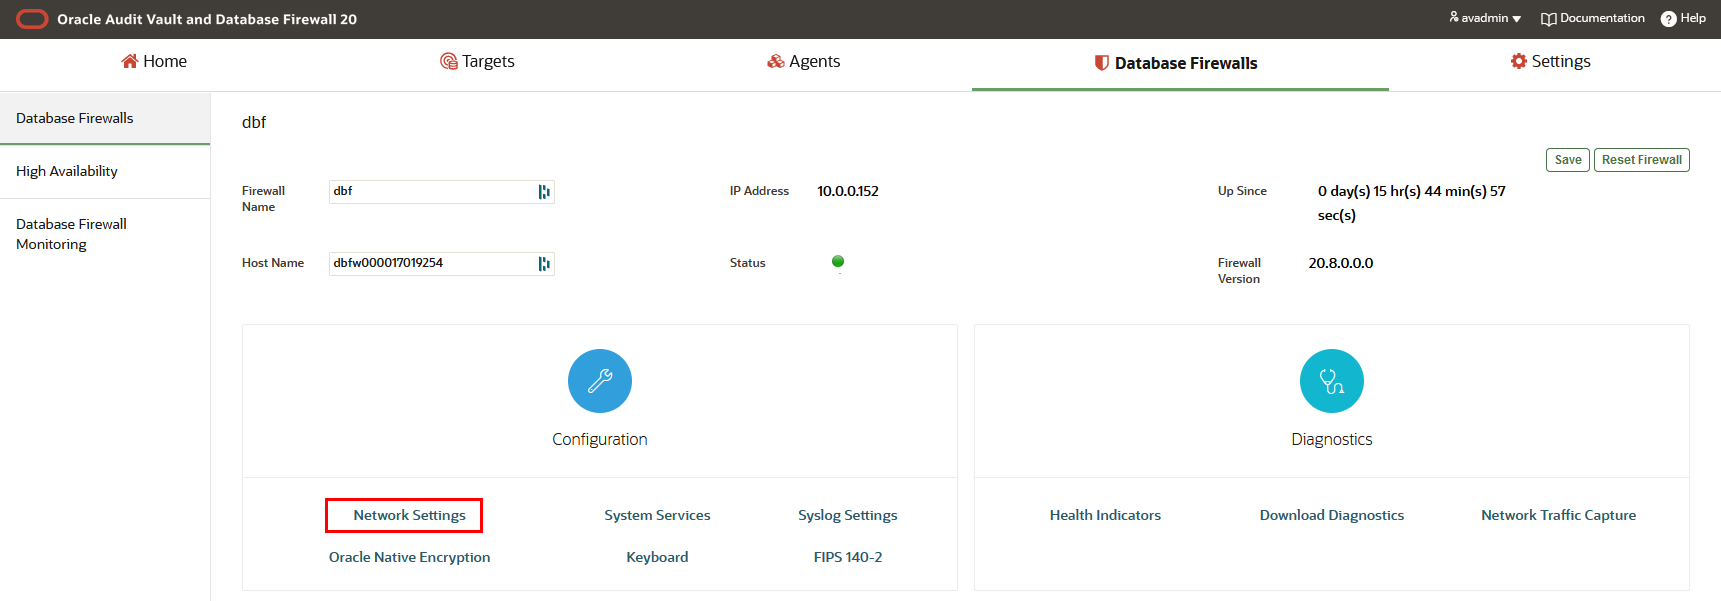 Oracle Audit Vault and Database Firewall 20
avadmin
Documentation
? Help
Home
Targets
Agents
Database Firewalls
Settings
Database Firewalls
High Availability
Database Firewall
Monitoring
dbf
Save
Reset Firewall
Firewall
Name
dbf
IP Address
10.0.0.152
Up Since
0 day(s) 15 hr(s) 44 min(s) 57
sec(s)
Host Name
dbfw000017019254
Status
Firewall
Version
20.8.0.0.0
Configuration
Network Settings
System Services
Syslog Settings
Oracle Native Encryption
Keyboard
FIPS 140-2
Diagnostics
Health Indicators
Download Diagnostics
Network Traffic Capture